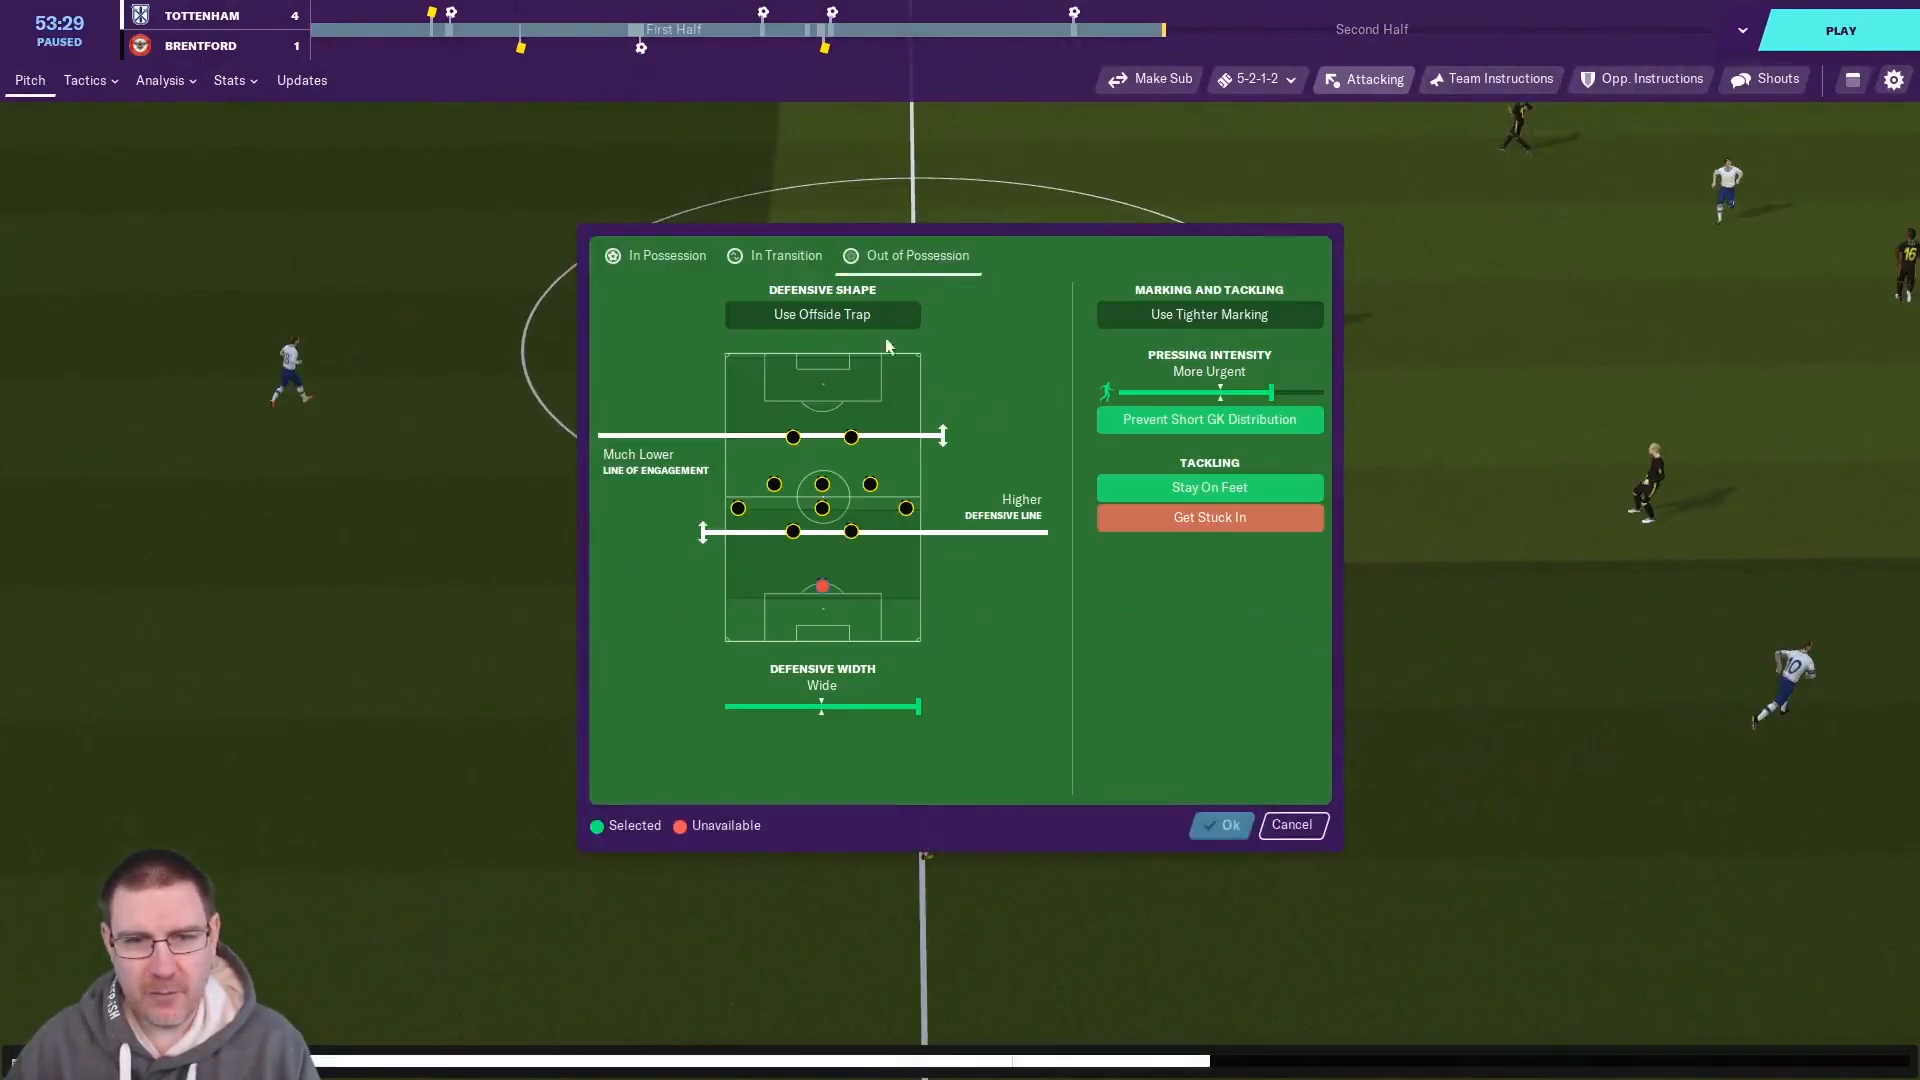 53:29
PAUSED
TOTTENHAM 4
BRENTFORD 1
First Half
Second Half
PLAY
Pitch
Tactics
Analysis
Stats
Updates
Make Sub
5-2-1-2
Attacking
Team Instructions
Opp. Instructions
Shouts
In Possession
In Transition
Out of Possession
DEFENSIVE SHAPE
Use Offside Trap
Much Lower
LINE OF ENGAGEMENT
Higher
DEFENSIVE LINE
DEFENSIVE WIDTH
Wide
MARKING AND TACKLING
Use Tighter Marking
PRESSING INTENSITY
More Urgent
Prevent Short GK Distribution
TACKLING
Stay On Feet
Get Stuck In
Selected
Unavailable
Ok
Cancel
16
10